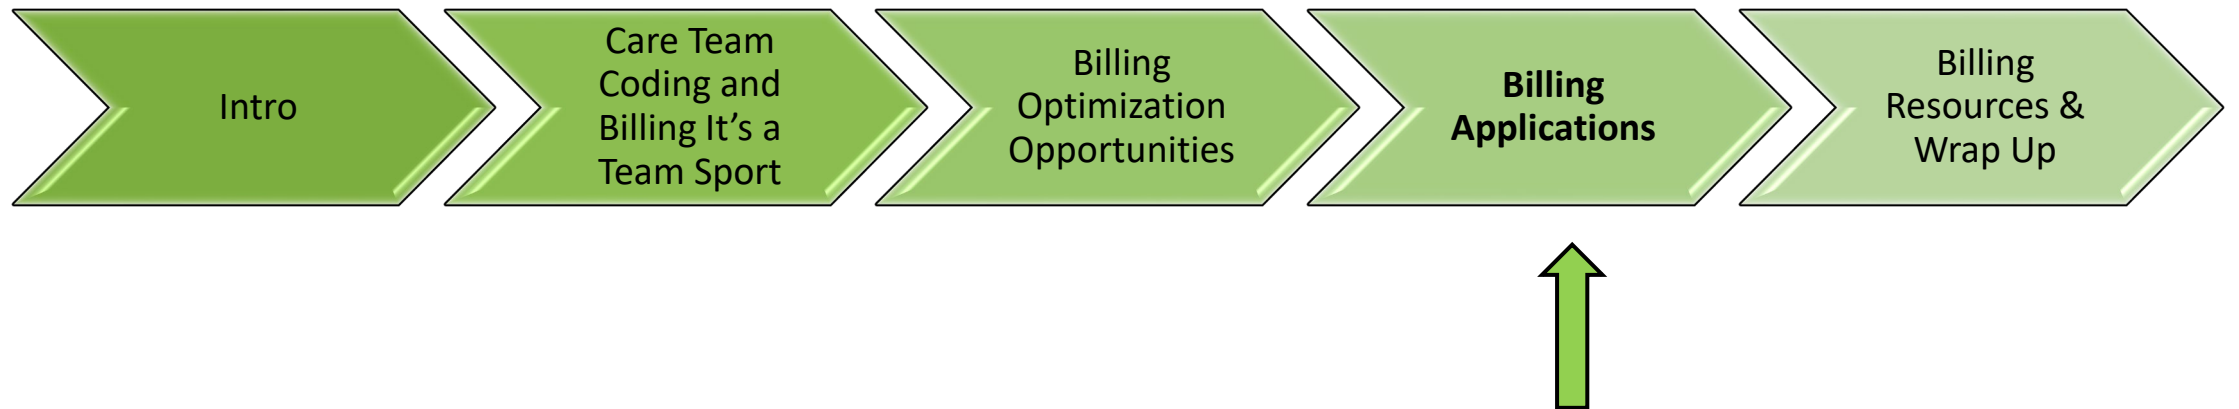 Intro
Care Team
Coding and
Billing It’s a
Team Sport
Billing
Optimization
Opportunities
Billing
Applications
Billing
Resources &
Wrap Up